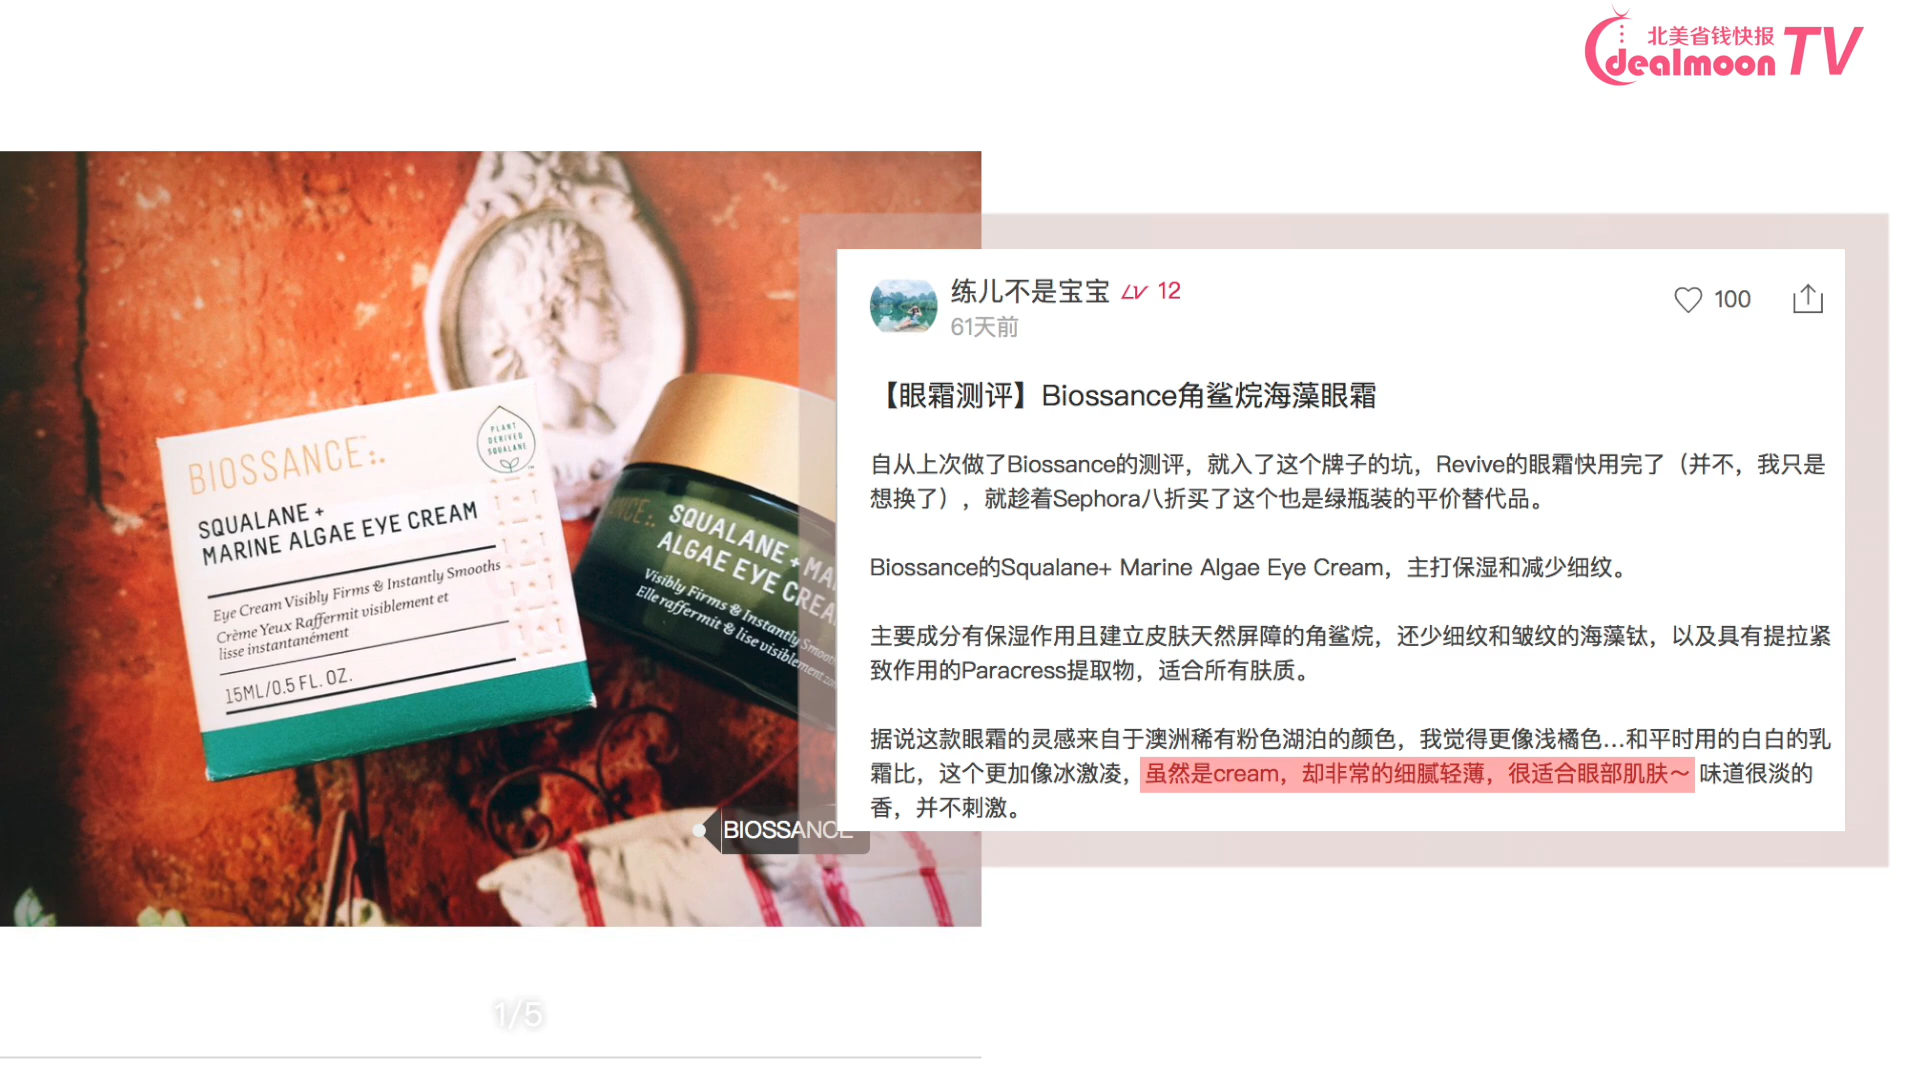 北美省钱快报
dealmoon TV
BIOSSANCE
PLANT
DERIVED
SQUALANE
SQUALANE +
MARINE ALGAE EYE CREAM
Eye Cream Visibly Firms & Instantly Smooths
Crème Yeux Raffermit visiblement et
lisse instantanément
15ML/0.5 FL. OZ.
SQUALANE + MA
ALGAE EYE CREA
Visibly Firms & Instantly Smoo
Elle raffermit & lise visiblement
BIOSSANCE
1/5
练儿不是宝宝 LV 12
61天前
100
【眼霜测评】Biossance角鲨烷海藻眼霜
自从上次做了Biossance的测评，就入了这个牌子的坑，Revive的眼霜快用完了（并不，我只是
想换了），就趁着Sephora八折买了这个也是绿瓶装的平价替代品。
Biossance的Squalane+ Marine Algae Eye Cream，主打保湿和减少细纹。
主要成分有保湿作用且建立皮肤天然屏障的角鲨烷，还少细纹和皱纹的海藻钛，以及具有提拉紧
致作用的Paracress提取物，适合所有肤质。
据说这款眼霜的灵感来自于澳洲稀有粉色湖泊的颜色，我觉得更像浅橘色...和平时用的白白的乳
霜比，这个更加像冰激凌，虽然是cream，却非常的细腻轻薄，很适合眼部肌肤～味道很淡的
香，并不刺激。